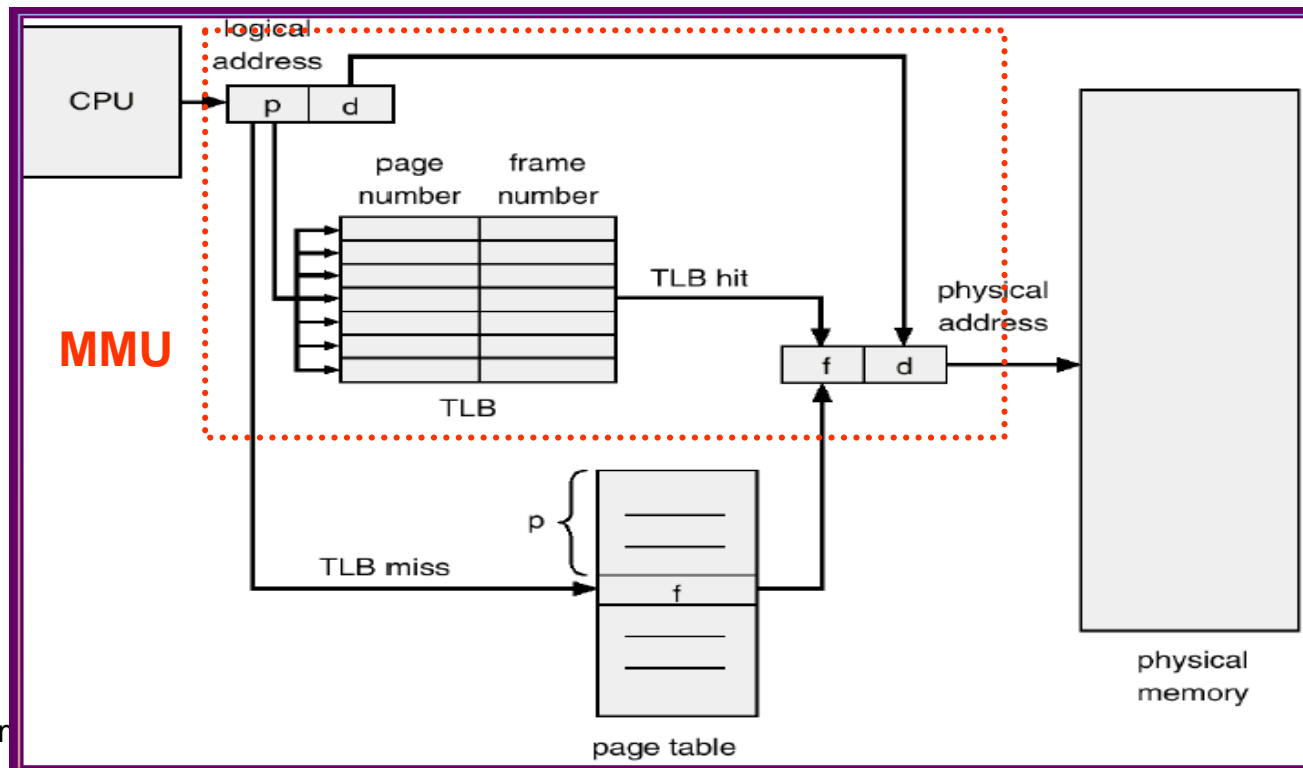 logical
address
CPU
p
d
page
number
frame
number
TLB hit
physical
address
MMU
f
d
TLB
p
TLB miss
f
physical
memory
page table